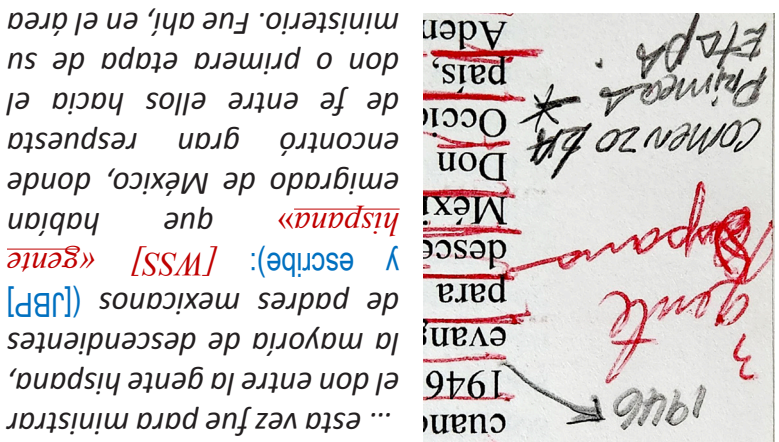 1946
gente
Hispana
comenzo LA
Primera
Etapa.
cuand
1946
evang
para
desce
Méxi
Don
Occi
país,
Adem
... esta vez fue para ministrar
el don entre la gente hispana,
la mayoría de descendientes
de padres mexicanos ([JBP]
y escribe): [WSS] «gente
hispana» que habían
emigrado de México, donde
encontró gran respuesta
de fe entre ellos hacia el
don o primera etapa de su
ministerio. Fue ahí, en el área